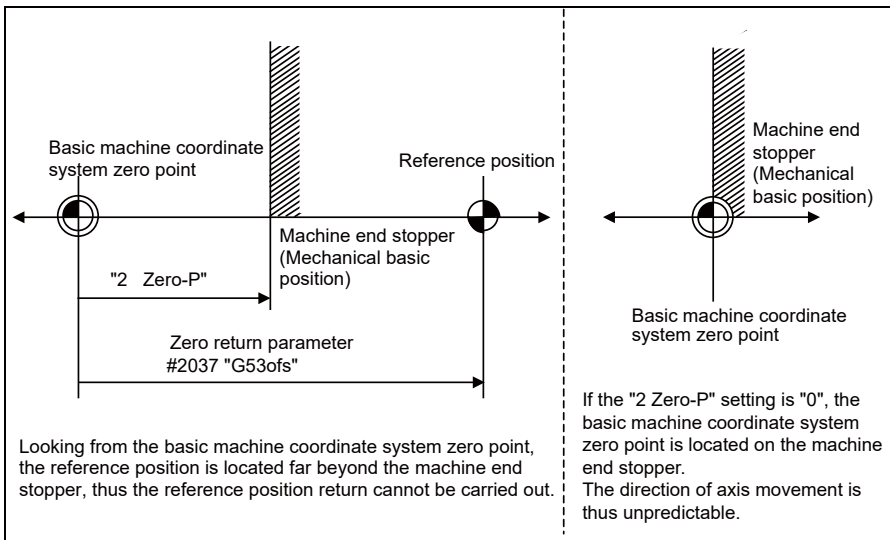 Basic machine coordinate
system zero point
Reference position
Machine end stopper
(Mechanical basic
position)
"2 Zero-P"
Zero return parameter
#2037 "G53ofs"
Looking from the basic machine coordinate system zero point,
the reference position is located far beyond the machine end
stopper, thus the reference position return cannot be carried out.
Machine end
stopper
(Mechanical
basic position)
Basic machine coordinate
system zero point
If the "2 Zero-P" setting is "0", the
basic machine coordinate system
zero point is located on the machine
end stopper.
The direction of axis movement is
thus unpredictable.